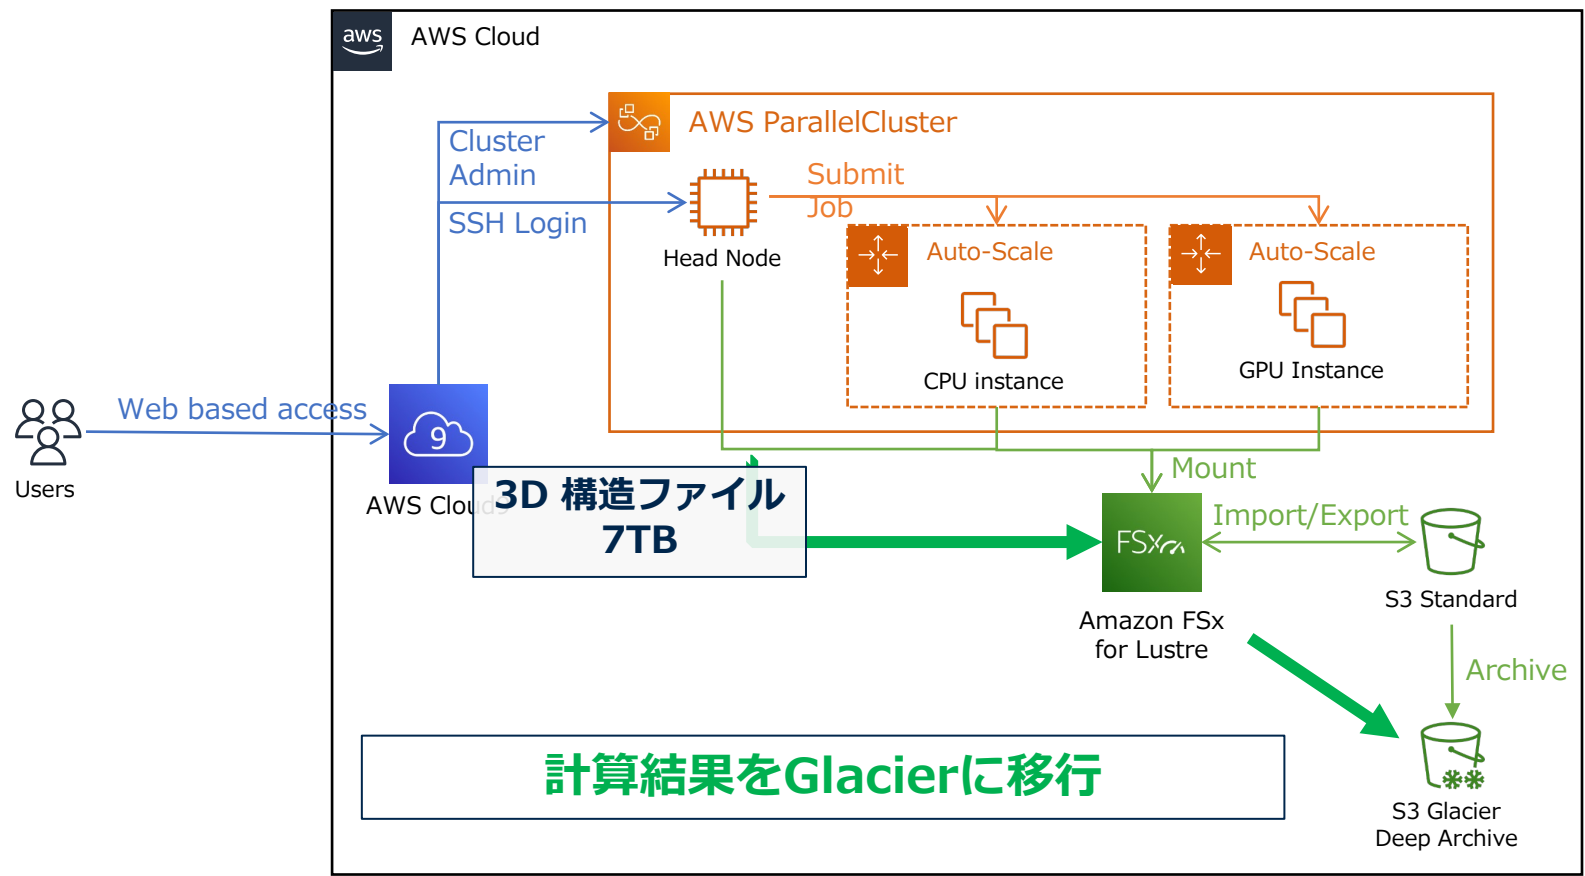 aws
AWS Cloud
AWS ParallelCluster
Cluster
Admin
SSH Login
Submit
Job
Head Node
Auto-Scale
Auto-Scale
CPU instance
GPU Instance
Web based access
9
Users
AWS Cloud9
3D 構造ファイル
7TB
Mount
Import/Export
FSx
S3 Standard
Amazon FSx
for Lustre
Archive
計算結果をGlacierに移行
S3 Glacier
Deep Archive